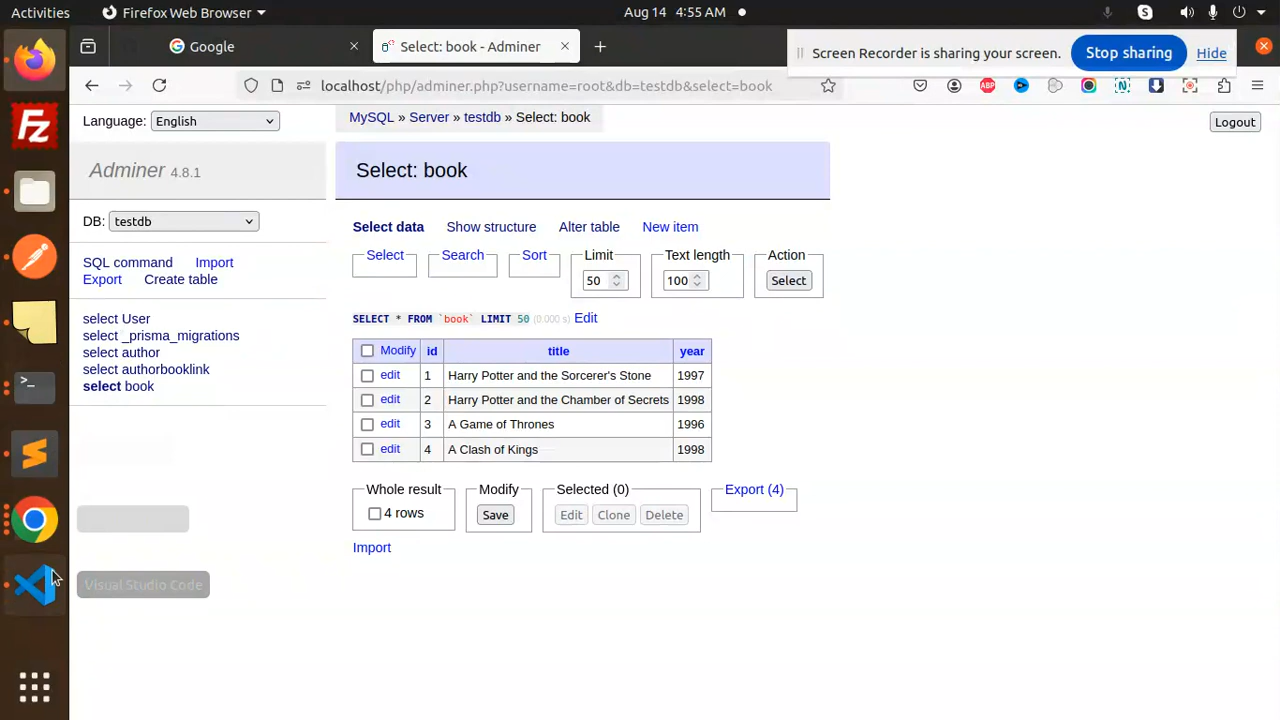 Activities
Firefox Web Browser
Aug 14 4:55 AM
Google
Select: book - Adminer
Screen Recorder is sharing your screen.
Stop sharing
Hide
localhost/php/adminer.php?username=root&db=testdb&select=book
ABP
N
Language: English
MySQL » Server » testdb » Select: book
Logout
Adminer 4.8.1
Select: book
DB: testdb
Select data Show structure Alter table New item
SQL command Import
Export Create table
Select Search Sort Limit Text length Action
50 100 Select
select User
select _prisma_migrations
select author
select authorbooklink
select book
SELECT * FROM `book` LIMIT 50 (0.000 s) Edit
Modify id title year
edit 1 Harry Potter and the Sorcerer's Stone 1997
edit 2 Harry Potter and the Chamber of Secrets 1998
edit 3 A Game of Thrones 1996
edit 4 A Clash of Kings 1998
Whole result Modify Selected (0) Export (4)
4 rows Save Edit Clone Delete
Import
Visual Studio Code